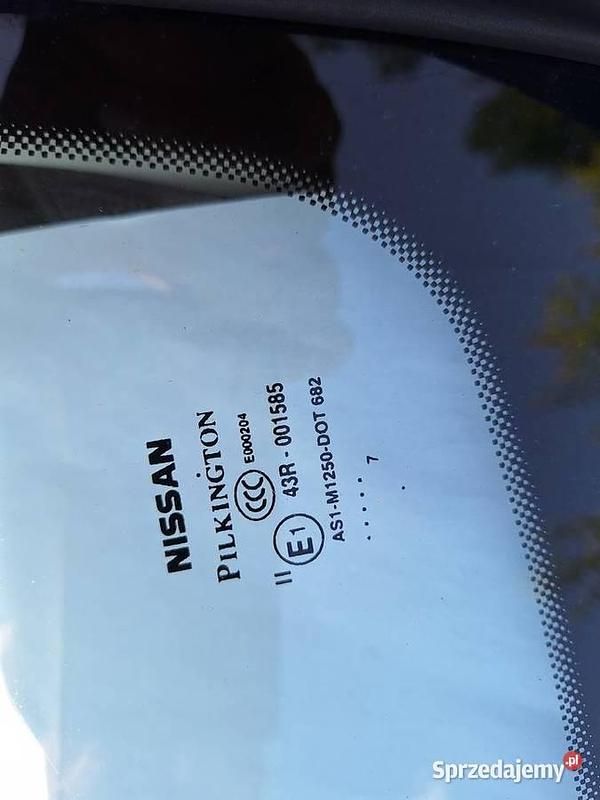 NISSAN
PILKINGTON
CCC E000204
II E1 43R - 001585
AS1-M1250-DOT 682
. . . . . 7
.
Sprzedajemy.pl